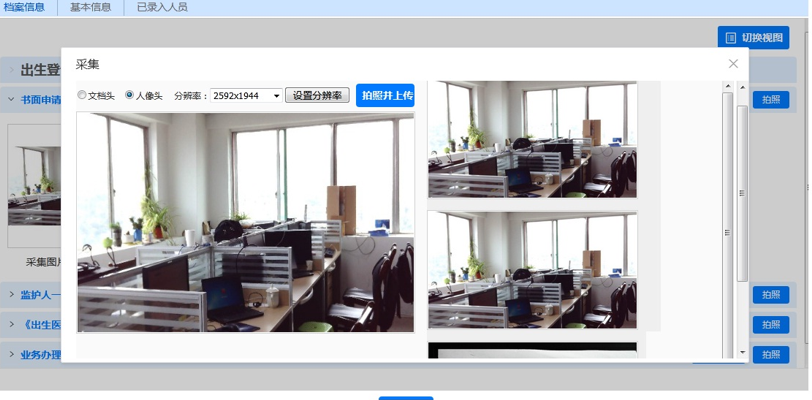 档案信息 基本信息 已录入人员
切换视图
采集
出生登
文档头 人像头 分辨率： 2592x1944 设置分辨率 拍照并上传
书面申请 拍照
采集图片
监护人一 拍照
《出生医 拍照
业务办理 拍照